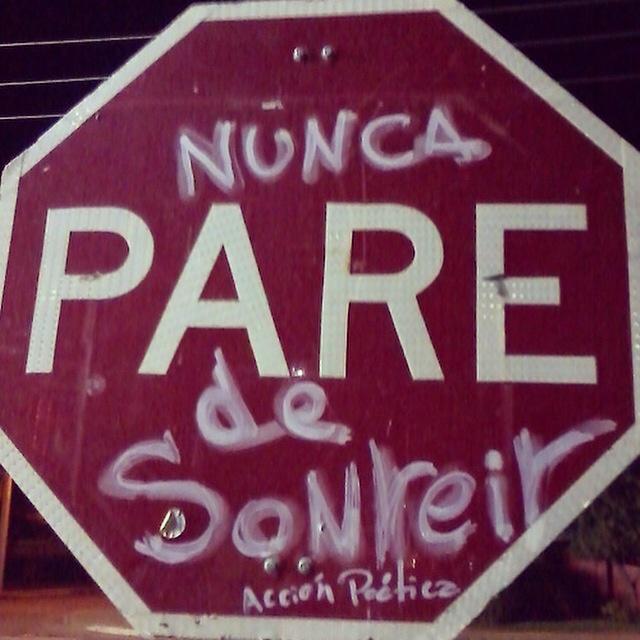 NUNCA
PARE
de
SoNreir
Acción Poética